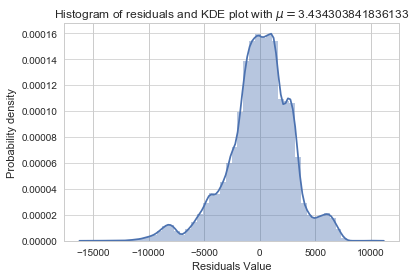 Histogram of residuals and KDE plot with μ = 3.434303841836133
Probability density
0.00016
0.00014
0.00012
0.00010
0.00008
0.00006
0.00004
0.00002
0.00000
−15000 −10000 −5000 0 5000 10000
Residuals Value